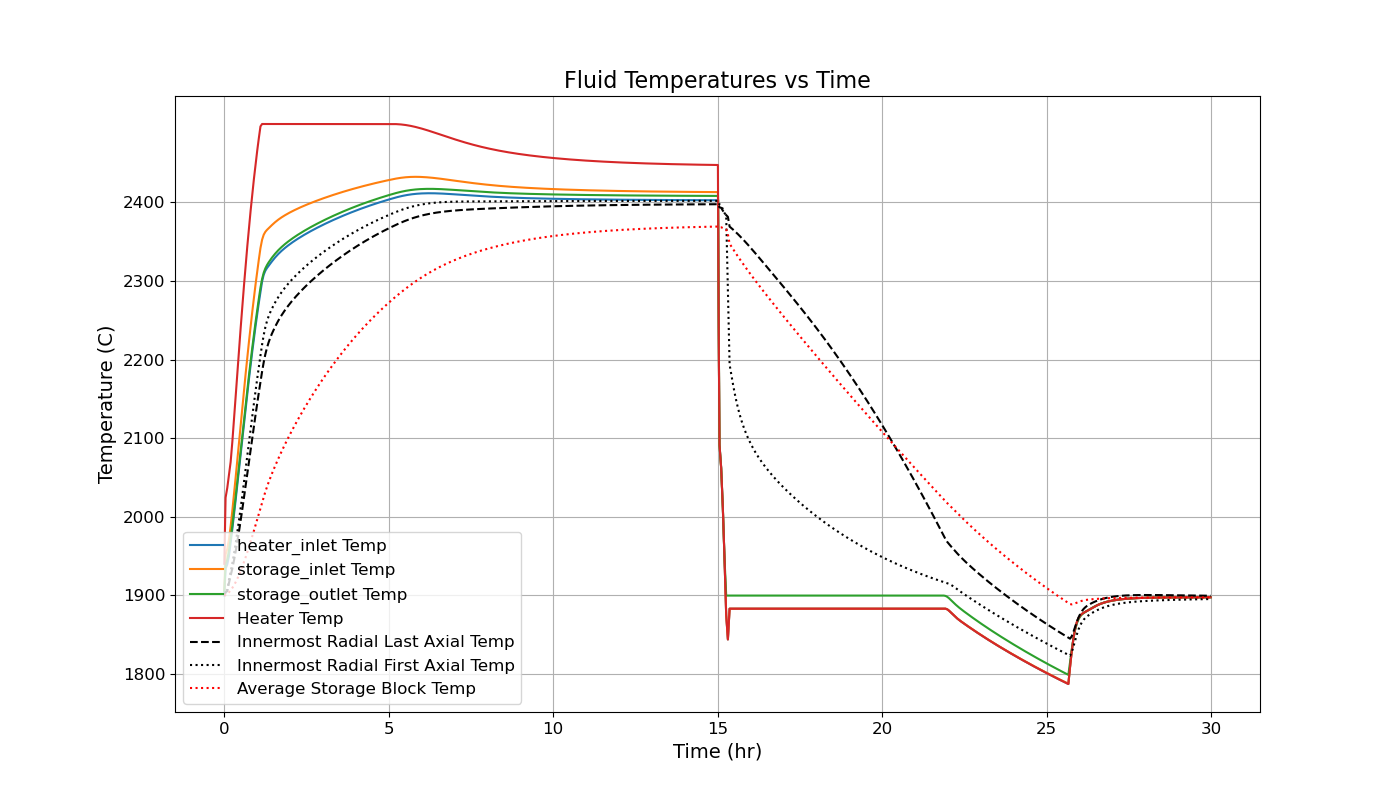 Fluid Temperatures vs Time
Temperature (C)
2400
2300
2200
2100
2000
1900
1800
heater_inlet Temp
storage_inlet Temp
storage_outlet Temp
Heater Temp
Innermost Radial Last Axial Temp
Innermost Radial First Axial Temp
Average Storage Block Temp
0 5 10 15 20 25 30
Time (hr)